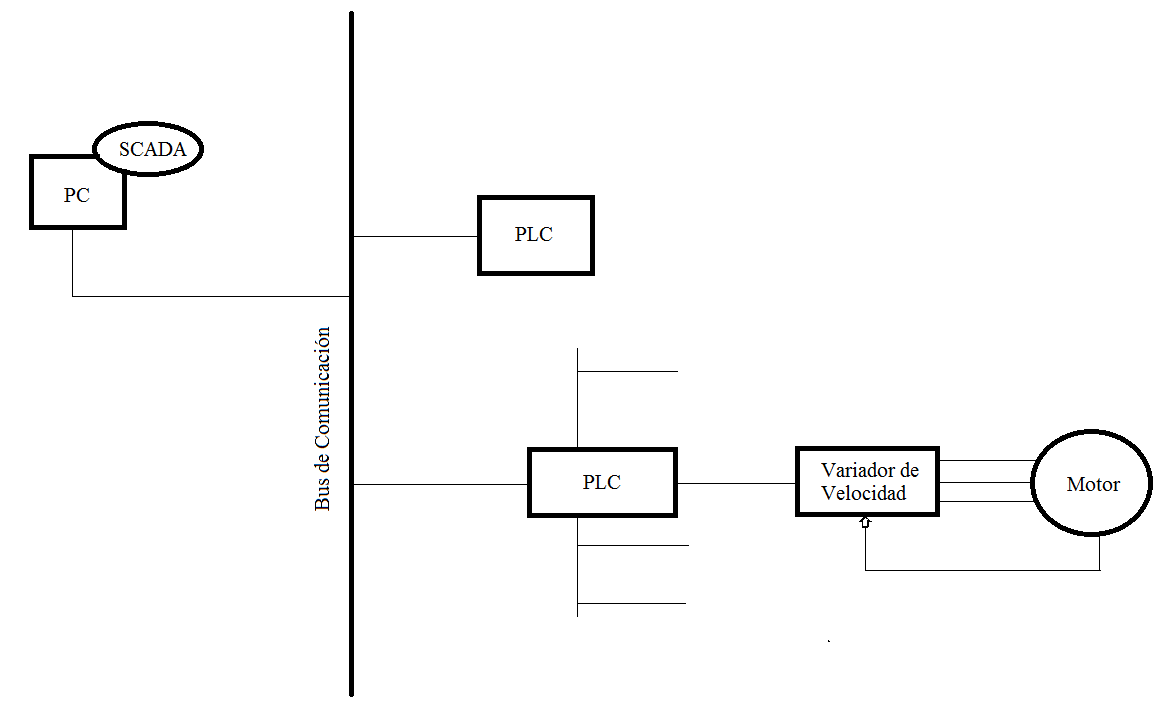 SCADA
PC
PLC
Bus de Comunicación
PLC
Variador de
Velocidad
Motor